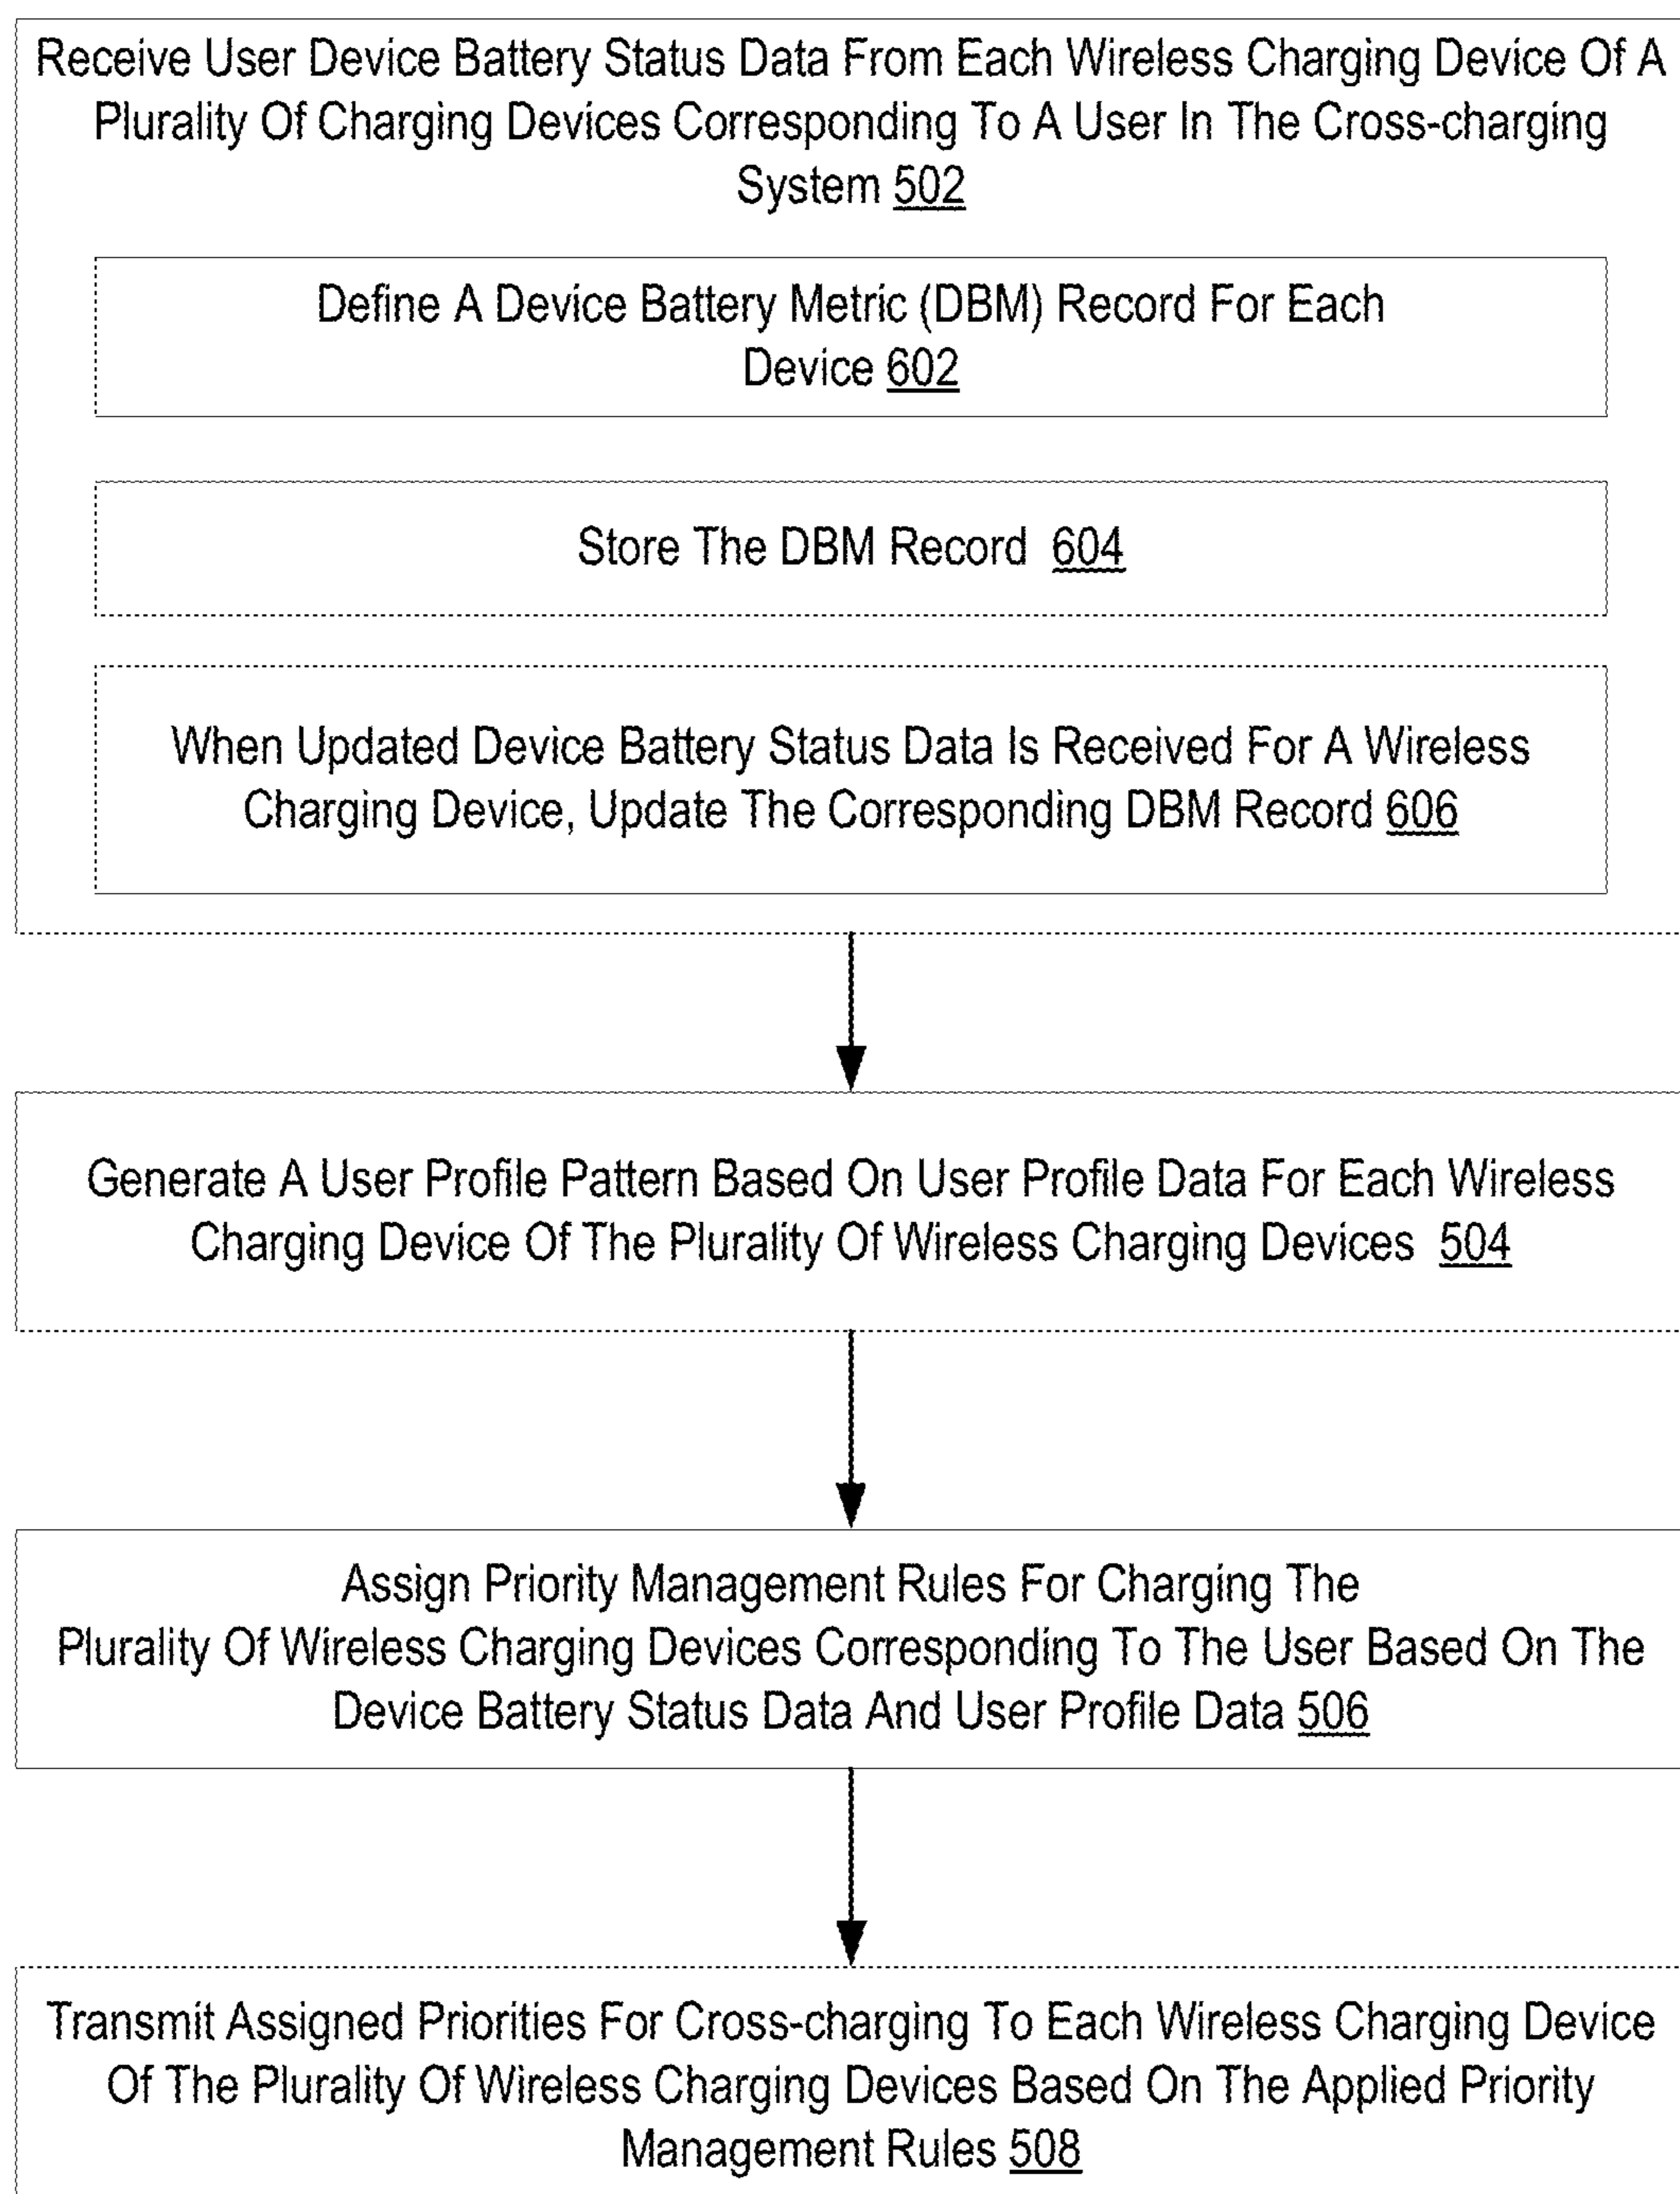 Receive User Device Battery Status Data From Each Wireless Charging Device Of A
Plurality Of Charging Devices Corresponding To A User In The Cross-charging
System 502
Define A Device Battery Metric (DBM) Record For Each
Device 602
Store The DBM Record 604
When Updated Device Battery Status Data Is Received For A Wireless
Charging Device, Update The Corresponding DBM Record 606
Generate A User Profile Pattern Based On User Profile Data For Each Wireless
Charging Device Of The Plurality Of Wireless Charging Devices 504
Assign Priority Management Rules For Charging The
Plurality Of Wireless Charging Devices Corresponding To The User Based On The
Device Battery Status Data And User Profile Data 506
Transmit Assigned Priorities For Cross-charging To Each Wireless Charging Device
Of The Plurality Of Wireless Charging Devices Based On The Applied Priority
Management Rules 508